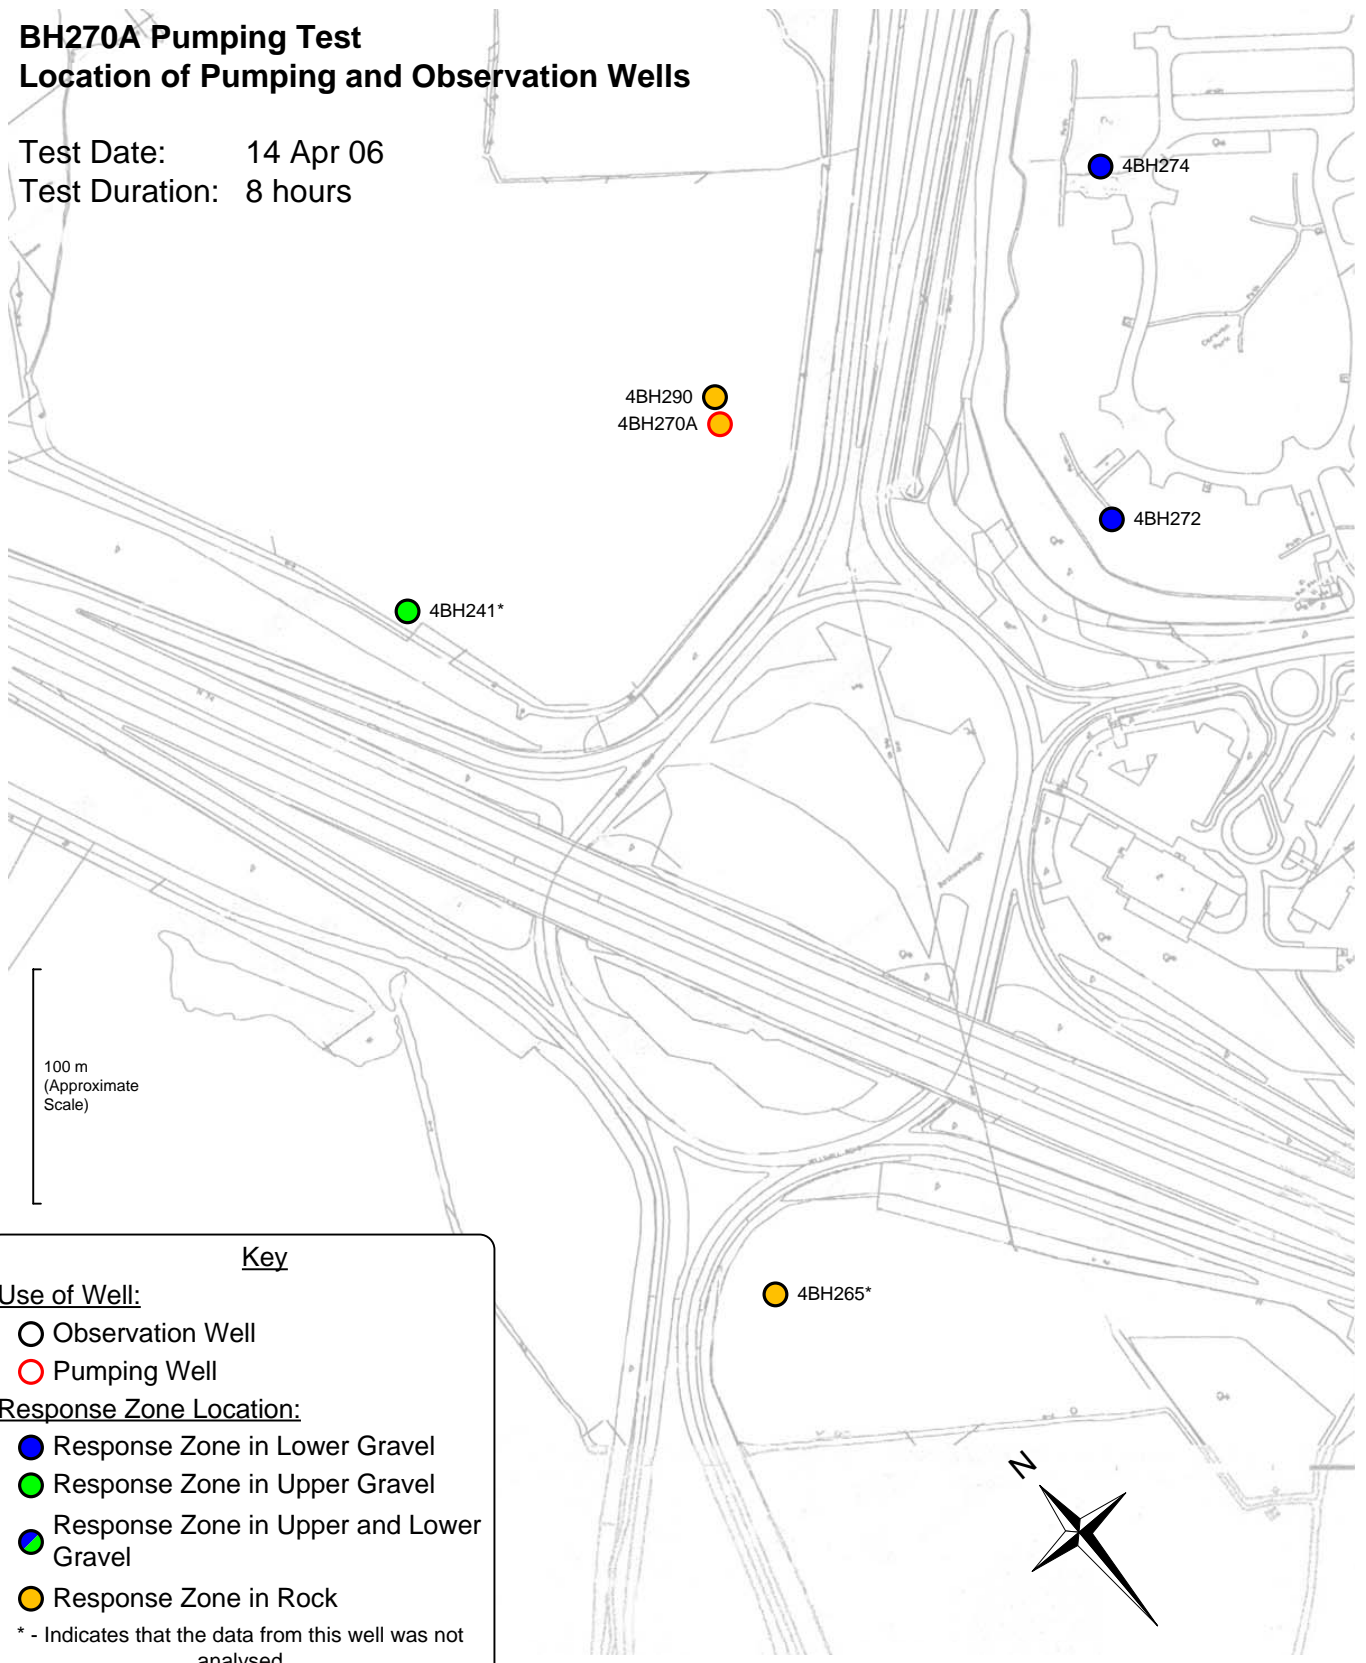 BH270A Pumping Test
Location of Pumping and Observation Wells
Test Date: 14 Apr 06
Test Duration: 8 hours
4BH274
4BH290
4BH270A
4BH272
4BH241*
100 m
(Approximate
Scale)
4BH265*
N
Key
Use of Well:
Observation Well
Pumping Well
Response Zone Location:
Response Zone in Lower Gravel
Response Zone in Upper Gravel
Response Zone in Upper and Lower
Gravel
Response Zone in Rock
* - Indicates that the data from this well was not
analysed